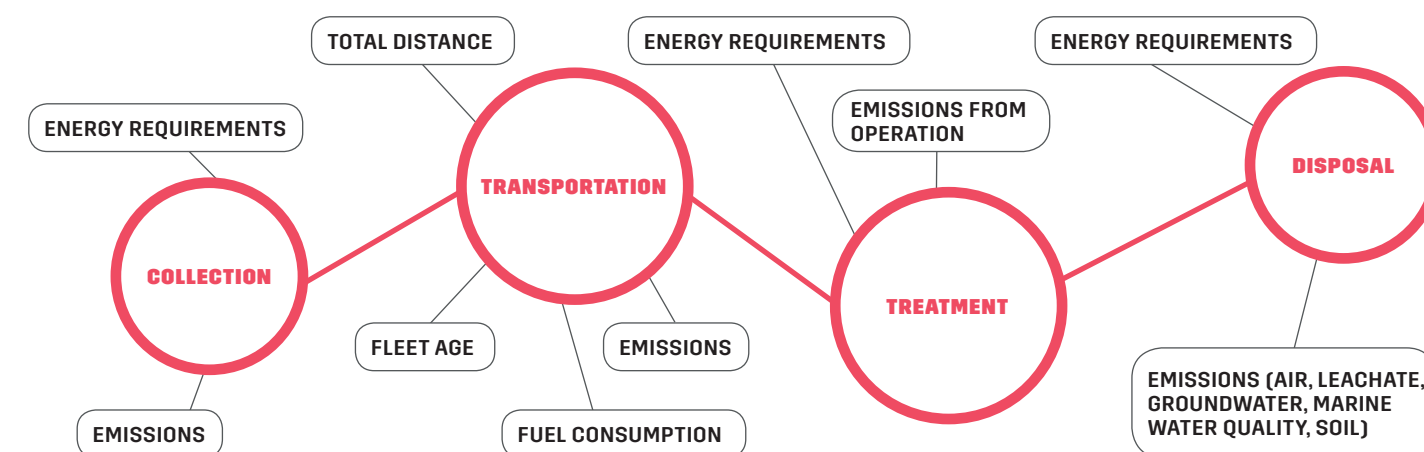 TOTAL DISTANCE
ENERGY REQUIREMENTS
ENERGY REQUIREMENTS
ENERGY REQUIREMENTS
EMISSIONS FROM
OPERATION
TRANSPORTATION
DISPOSAL
COLLECTION
TREATMENT
FLEET AGE
EMISSIONS
EMISSIONS (AIR, LEACHATE,
GROUNDWATER, MARINE
WATER QUALITY, SOIL)
EMISSIONS
FUEL CONSUMPTION